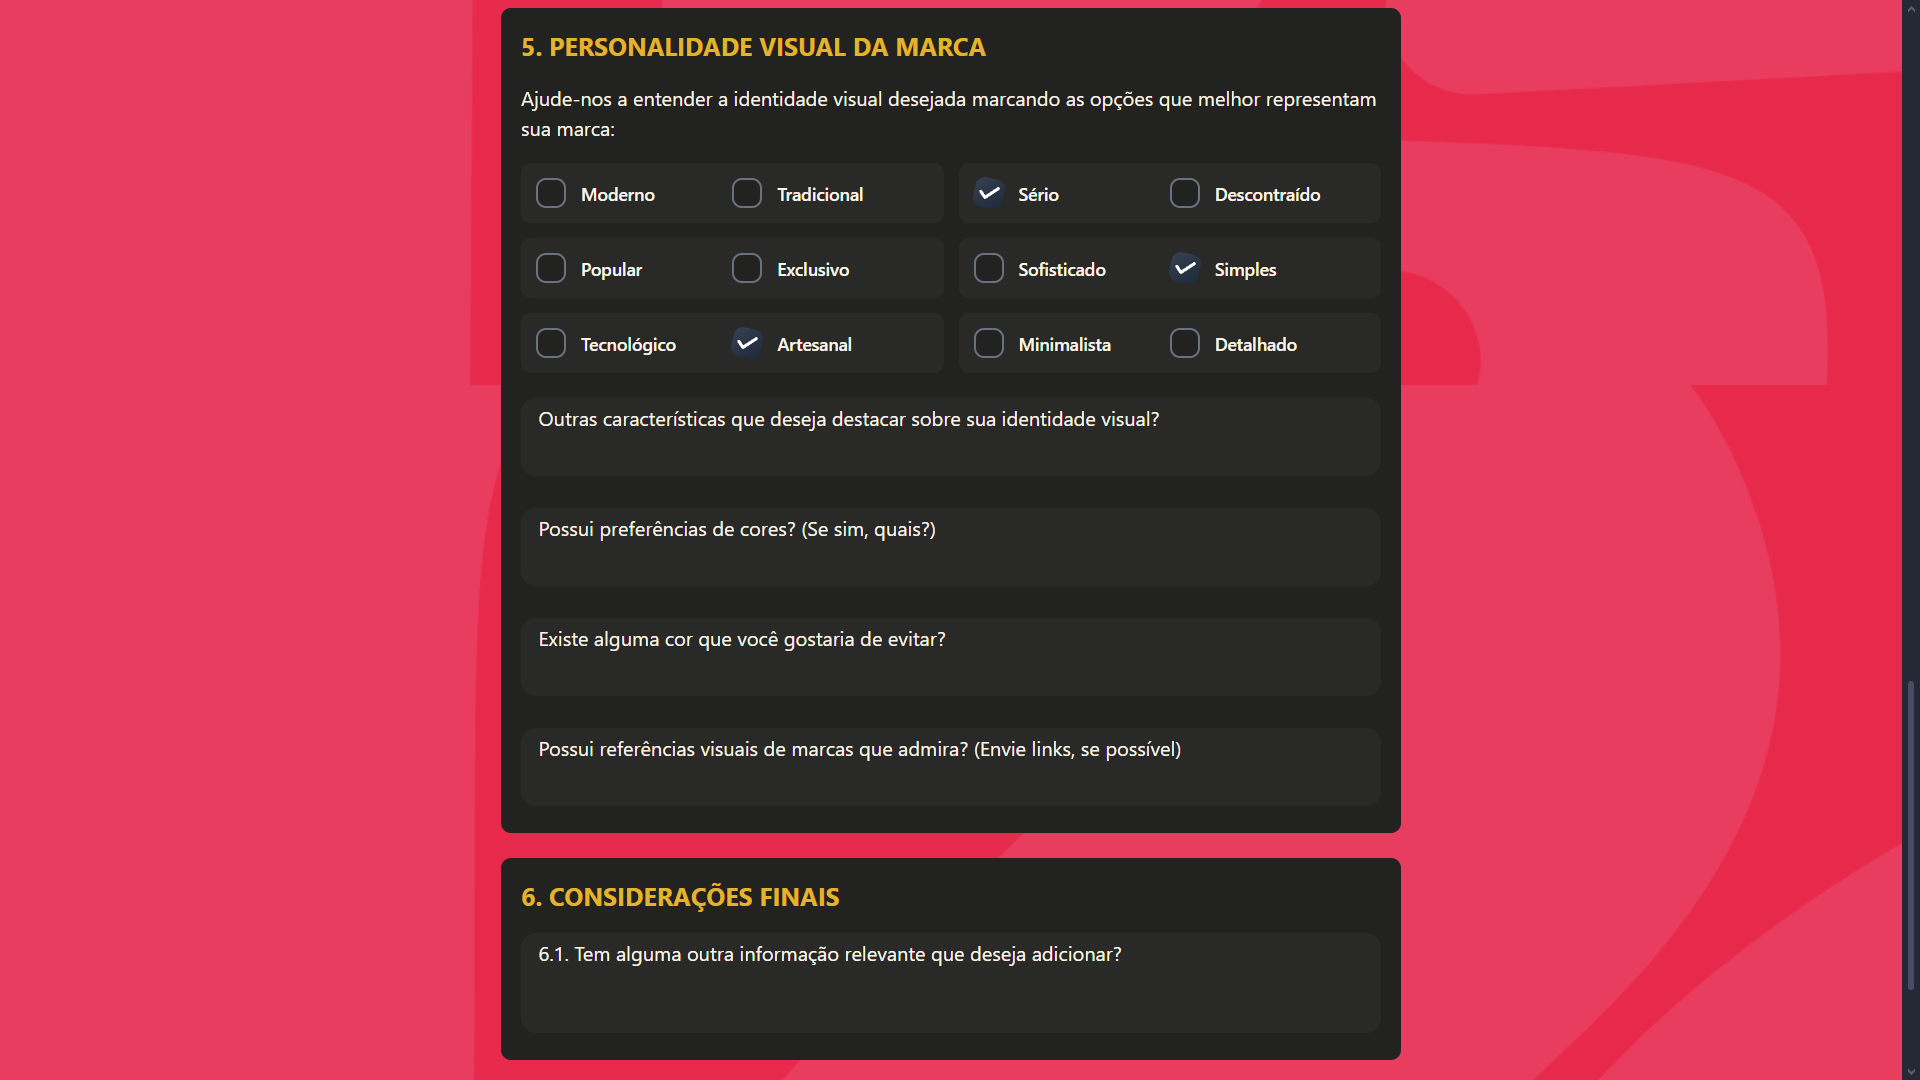 5. PERSONALIDADE VISUAL DA MARCA
Ajude-nos a entender a identidade visual desejada marcando as opções que melhor representam
sua marca:
Moderno Tradicional Sério Descontraído
Popular Exclusivo Sofisticado Simples
Tecnológico Artesanal Minimalista Detalhado
Outras características que deseja destacar sobre sua identidade visual?
Possui preferências de cores? (Se sim, quais?)
Existe alguma cor que você gostaria de evitar?
Possui referências visuais de marcas que admira? (Envie links, se possível)
6. CONSIDERAÇÕES FINAIS
6.1. Tem alguma outra informação relevante que deseja adicionar?